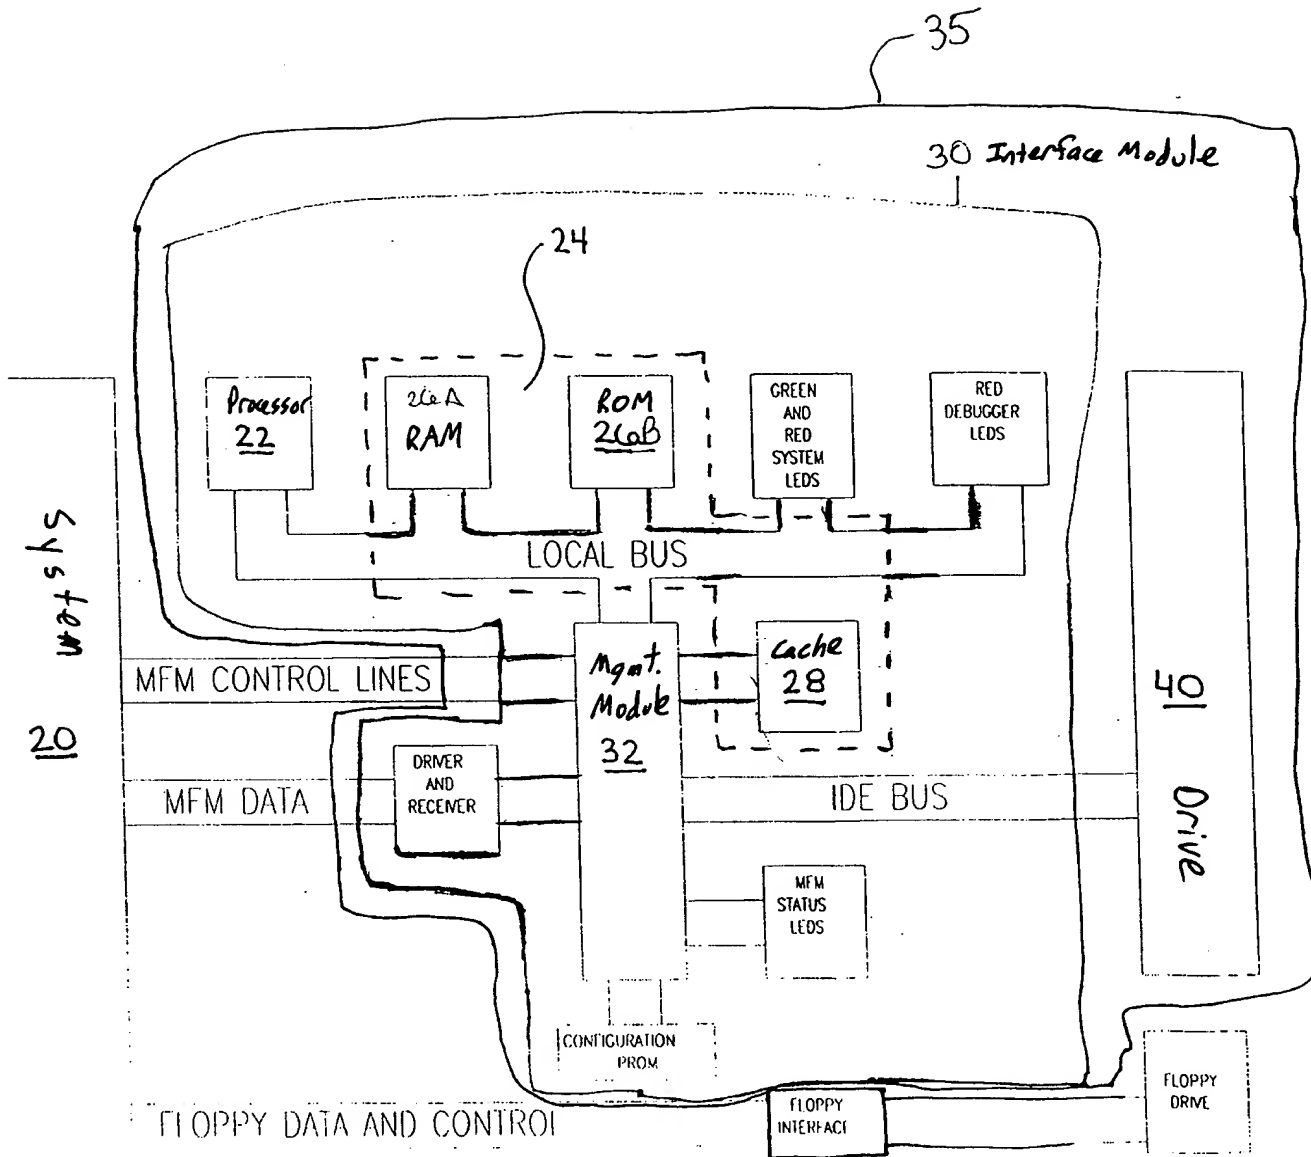 35
30 Interface Module
24
Processor
22
26A
RAM
ROM
26B
GREEN
AND
RED
SYSTEM
LEDS
RED
DEBUGGER
LEDS
LOCAL BUS
System
20
MFM CONTROL LINES
Mgmt.
Module
32
Cache
28
40
Drive
MFM DATA
DRIVER
AND
RECEIVER
IDE BUS
MFM
STATUS
LEDS
CONFIGURATION
PROM
FLOPPY DATA AND CONTROL
FLOPPY
INTERFACE
FLOPPY
DRIVE